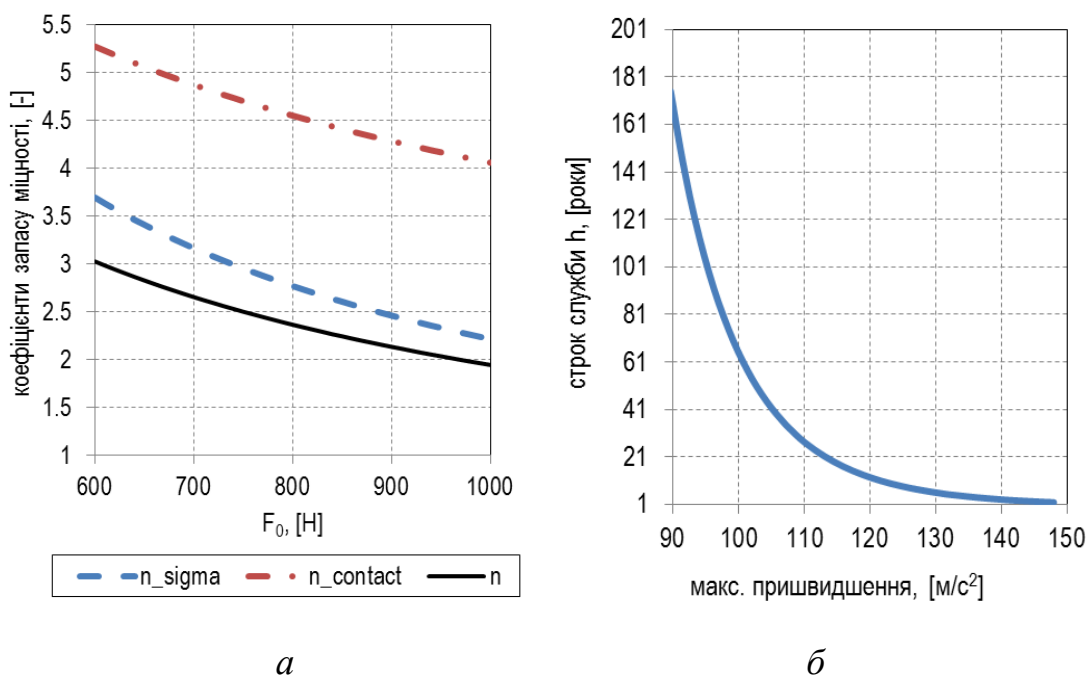 коефіцієнти запасу міцності, [-]
5.5
5
4.5
4
3.5
3
2.5
2
1.5
1
600 700 800 900 1000
F₀, [Н]
n_sigma n_contact n
а
строк служби h, [роки]
201
181
161
141
121
101
81
61
41
21
1
90 100 110 120 130 140 150
макс. пришвидшення, [м/с²]
б